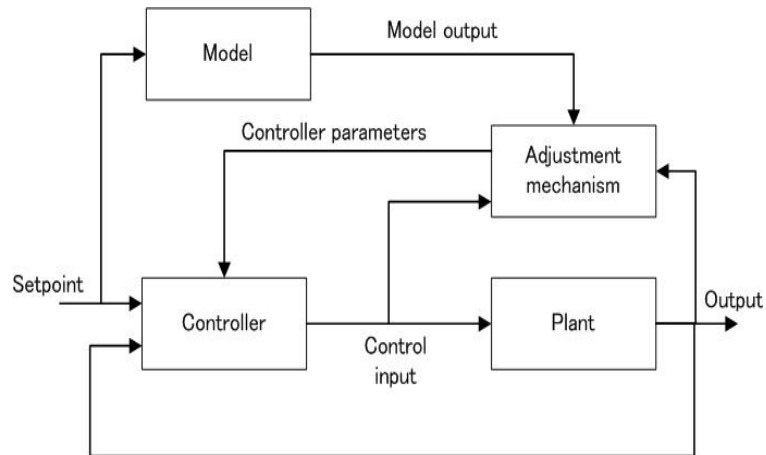 Model output
Model
Controller parameters
Adjustment
mechanism
Setpoint
Controller
Control
input
Plant
Output